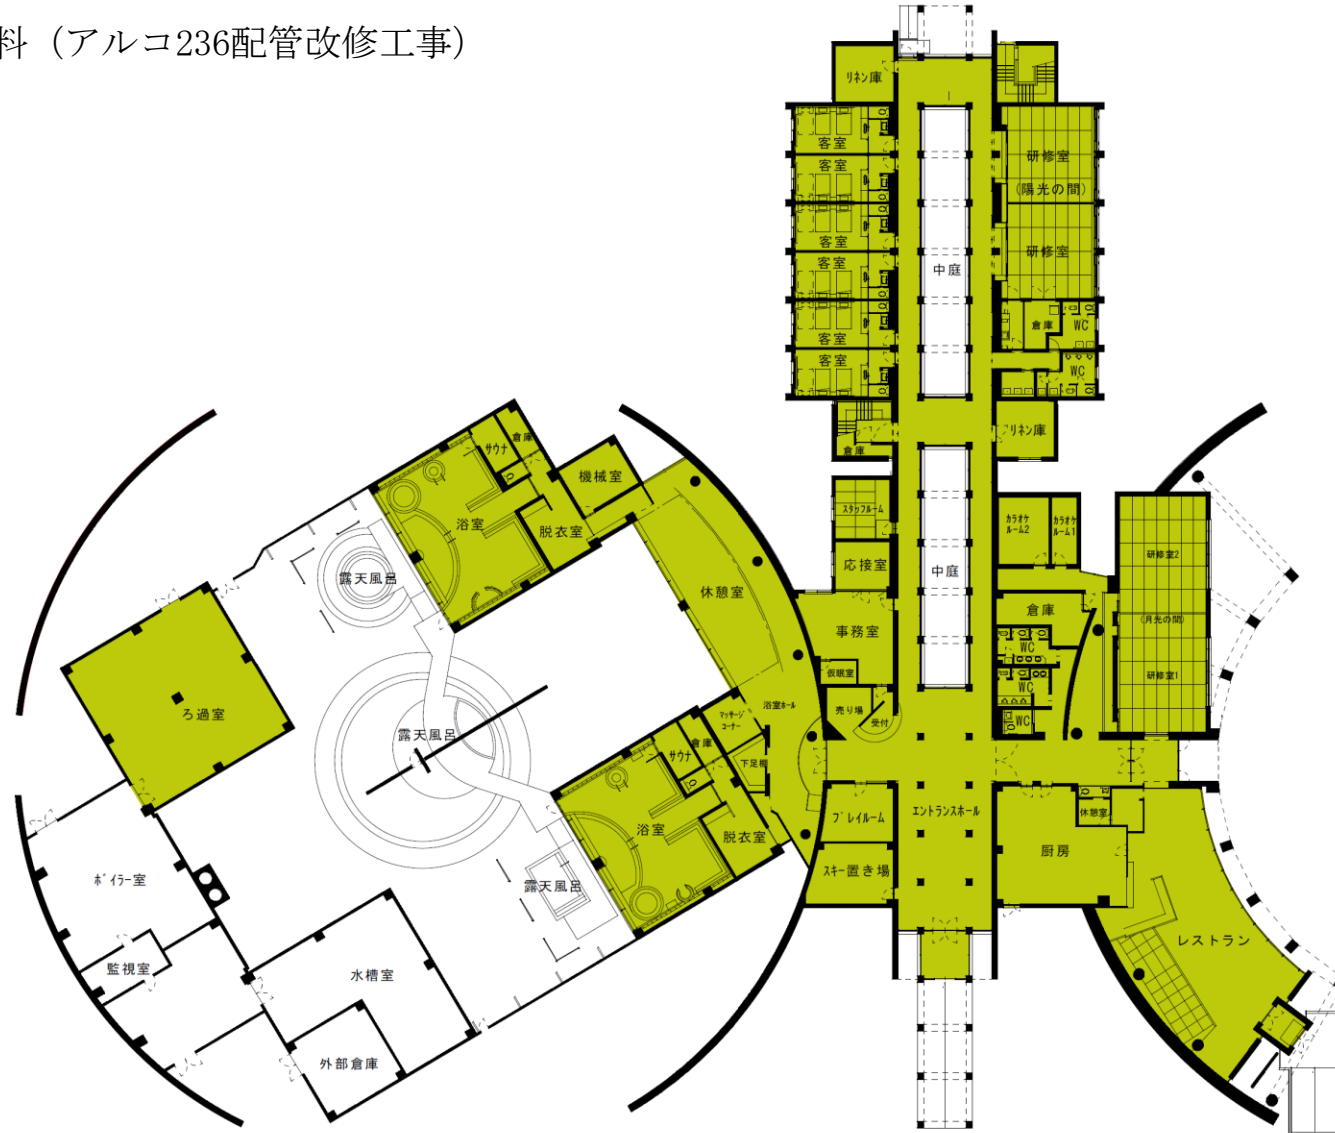 料（アルコ236配管改修工事）
リネン庫
客室
客室
客室
客室
客室
客室
研修室
(陽光の間)
研修室
中庭
倉庫
WC
WC
倉庫
リネン庫
スタッフルーム
応接室
カラオケ
ルーム2
カラオケ
ルーム1
中庭
研修室2
(月光の間)
研修室1
倉庫
WC
WC
WC
事務室
仮眠室
売り場
受付
サウナ
倉庫
機械室
浴室
脱衣室
露天風呂
休憩室
ろ過室
露天風呂
浴室ホール
マッサージ
コーナー
下足棚
サウナ
倉庫
浴室
脱衣室
露天風呂
プレイルーム
スキー置き場
エントランスホール
厨房
休憩室
レストラン
ボイラー室
監視室
水槽室
外部倉庫